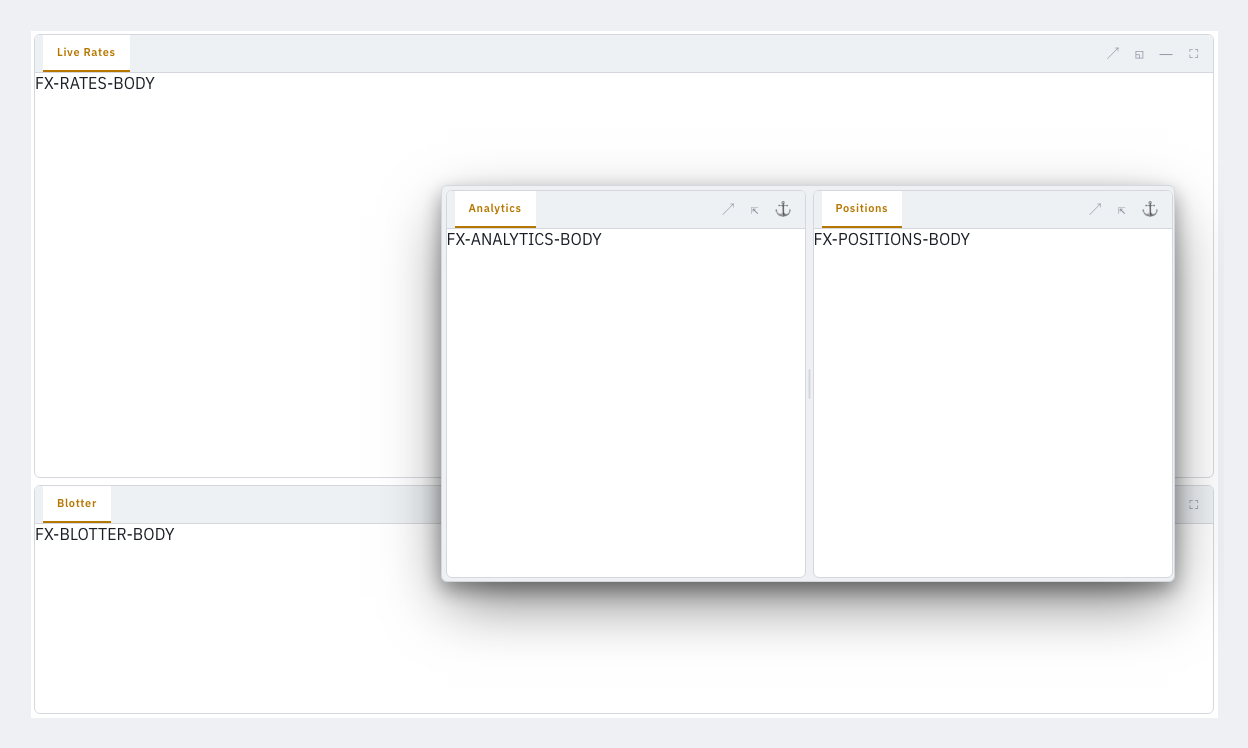 Live Rates
FX-RATES-BODY
Analytics
Positions
FX-ANALYTICS-BODY
FX-POSITIONS-BODY
Blotter
FX-BLOTTER-BODY